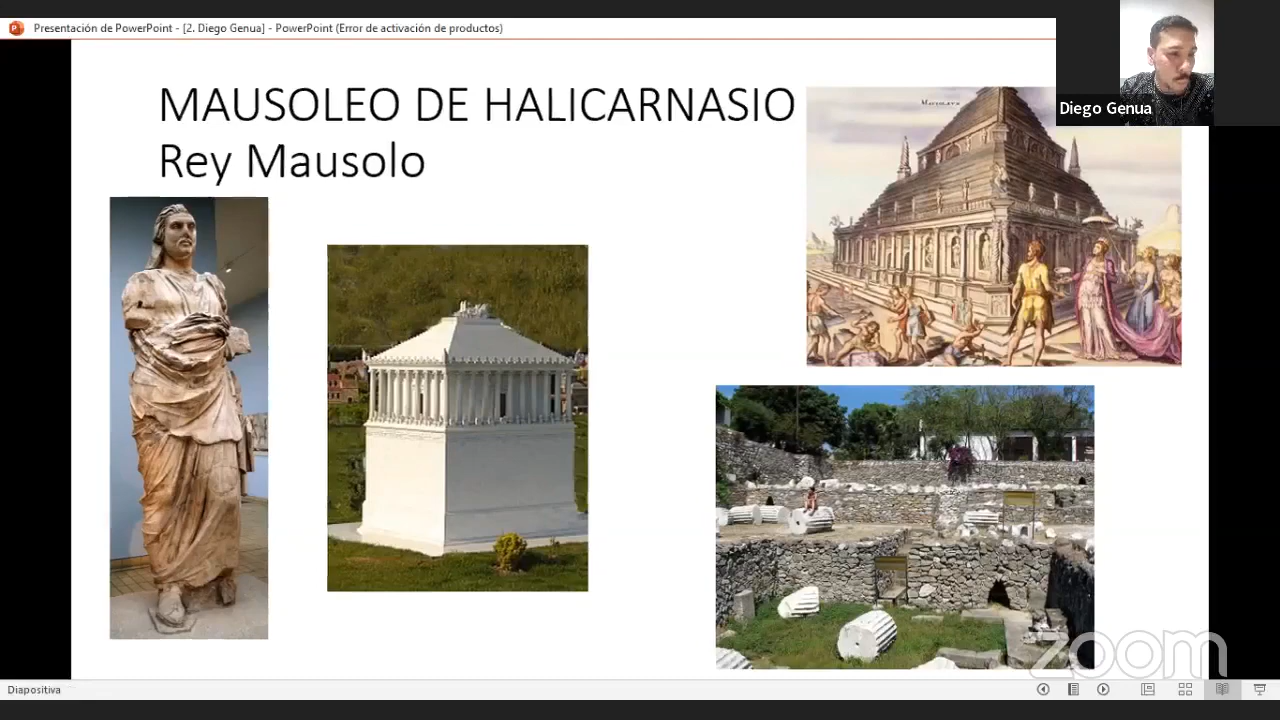 Presentación de PowerPoint - [2. Diego Genua] - PowerPoint (Error de activación de productos)
Diego Genua
MAUSOLEO DE HALICARNASIO
Rey Mausolo
zoom
Diapositiva